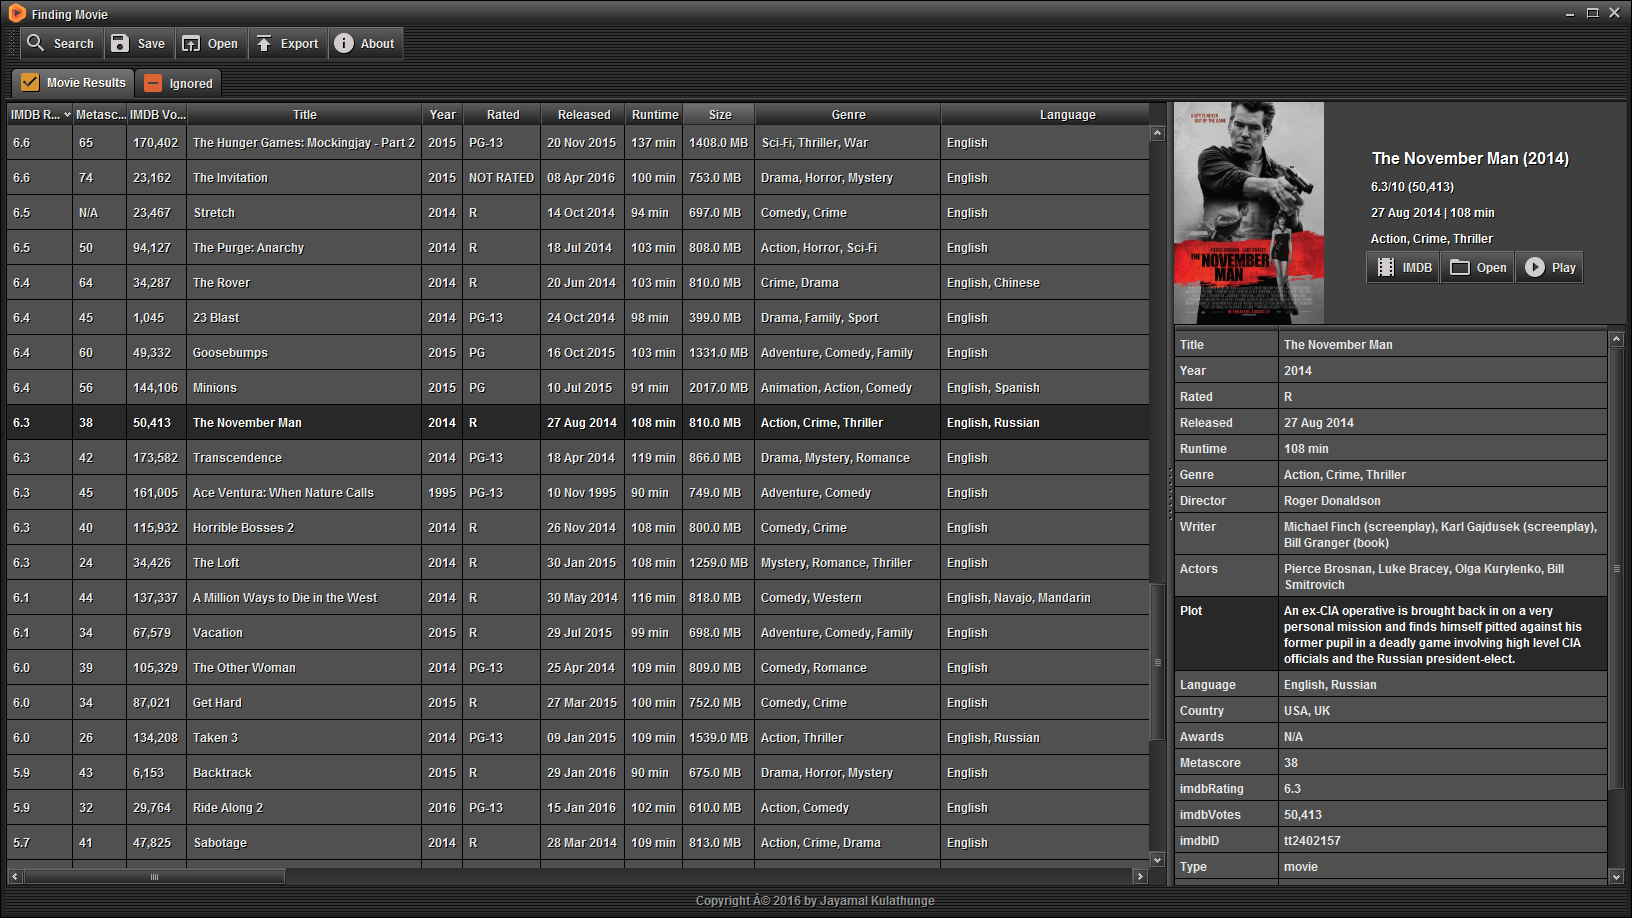 Finding Movie
Search Save Open Export About
Movie Results Ignored
IMDB R... Metasc... IMDB Vo... Title Year Rated Released Runtime Size Genre Language
6.6 65 170,402 The Hunger Games: Mockingjay - Part 2 2015 PG-13 20 Nov 2015 137 min 1408.0 MB Sci-Fi, Thriller, War English
6.6 74 23,162 The Invitation 2015 NOT RATED 08 Apr 2016 100 min 753.0 MB Drama, Horror, Mystery English
6.5 N/A 23,467 Stretch 2014 R 14 Oct 2014 94 min 697.0 MB Comedy, Crime English
6.5 50 94,127 The Purge: Anarchy 2014 R 18 Jul 2014 103 min 808.0 MB Action, Horror, Sci-Fi English
6.4 64 34,287 The Rover 2014 R 20 Jun 2014 103 min 810.0 MB Crime, Drama English, Chinese
6.4 45 1,045 23 Blast 2014 PG-13 24 Oct 2014 98 min 399.0 MB Drama, Family, Sport English
6.4 60 49,332 Goosebumps 2015 PG 16 Oct 2015 103 min 1331.0 MB Adventure, Comedy, Family English
6.4 56 144,106 Minions 2015 PG 10 Jul 2015 91 min 2017.0 MB Animation, Action, Comedy English, Spanish
6.3 38 50,413 The November Man 2014 R 27 Aug 2014 108 min 810.0 MB Action, Crime, Thriller English, Russian
6.3 42 173,582 Transcendence 2014 PG-13 18 Apr 2014 119 min 866.0 MB Drama, Mystery, Romance English
6.3 45 161,005 Ace Ventura: When Nature Calls 1995 PG-13 10 Nov 1995 90 min 749.0 MB Adventure, Comedy English
6.3 40 115,932 Horrible Bosses 2 2014 R 26 Nov 2014 108 min 800.0 MB Comedy, Crime English
6.3 24 34,426 The Loft 2014 R 30 Jan 2015 108 min 1259.0 MB Mystery, Romance, Thriller English
6.1 44 137,337 A Million Ways to Die in the West 2014 R 30 May 2014 116 min 818.0 MB Comedy, Western English, Navajo, Mandarin
6.1 34 67,579 Vacation 2015 R 29 Jul 2015 99 min 698.0 MB Adventure, Comedy, Family English
6.0 39 105,329 The Other Woman 2014 PG-13 25 Apr 2014 109 min 809.0 MB Comedy, Romance English
6.0 34 87,021 Get Hard 2015 R 27 Mar 2015 100 min 752.0 MB Comedy, Crime English
6.0 26 134,208 Taken 3 2014 PG-13 09 Jan 2015 109 min 1539.0 MB Action, Thriller English, Russian
5.9 43 6,153 Backtrack 2015 R 29 Jan 2016 90 min 675.0 MB Drama, Horror, Mystery English
5.9 32 29,764 Ride Along 2 2016 PG-13 15 Jan 2016 102 min 610.0 MB Action, Comedy English
5.7 41 47,825 Sabotage 2014 R 28 Mar 2014 109 min 813.0 MB Action, Crime, Drama English
A SPY IS NEVER
OUT OF THE GAME
PIERCE BROSNAN LUKE BRACEY
THE NOVEMBER
MAN
The November Man (2014)
6.3/10 (50,413)
27 Aug 2014 | 108 min
Action, Crime, Thriller
IMDB Open Play
Title The November Man
Year 2014
Rated R
Released 27 Aug 2014
Runtime 108 min
Genre Action, Crime, Thriller
Director Roger Donaldson
Writer Michael Finch (screenplay), Karl Gajdusek (screenplay),
Bill Granger (book)
Actors Pierce Brosnan, Luke Bracey, Olga Kurylenko, Bill
Smitrovich
Plot An ex-CIA operative is brought back in on a very
personal mission and finds himself pitted against his
former pupil in a deadly game involving high level CIA
officials and the Russian president-elect.
Language English, Russian
Country USA, UK
Awards N/A
Metascore 38
imdbRating 6.3
imdbVotes 50,413
imdbID tt2402157
Type movie
Copyright Â© 2016 by Jayamal Kulathunge